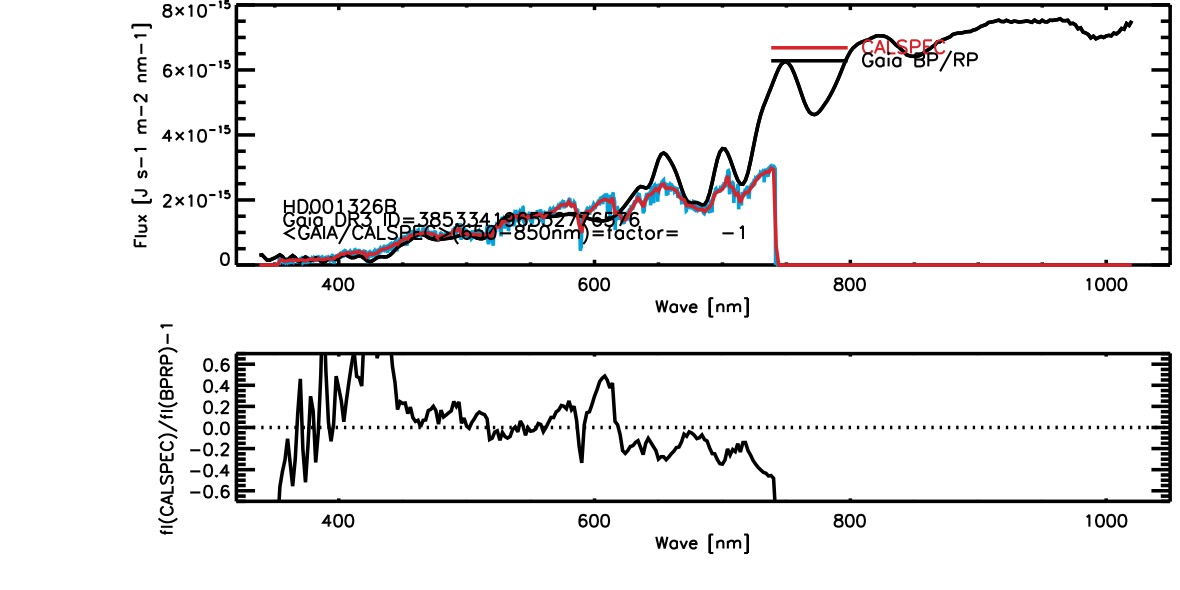 8×10−15
6×10−15
4×10−15
2×10−15
0
Flux [J s−1 m−2 nm−1]
CALSPEC
Gaia BP/RP
HD001326B
<GAIA/CALSPEC>(650−850nm)=factor= −1
400 600 800 1000
Wave [nm]
fl(CALSPEC)/fl(BPRP)−1
0.6
0.4
0.2
0.0
−0.2
−0.4
−0.6
400 600 800 1000
Wave [nm]